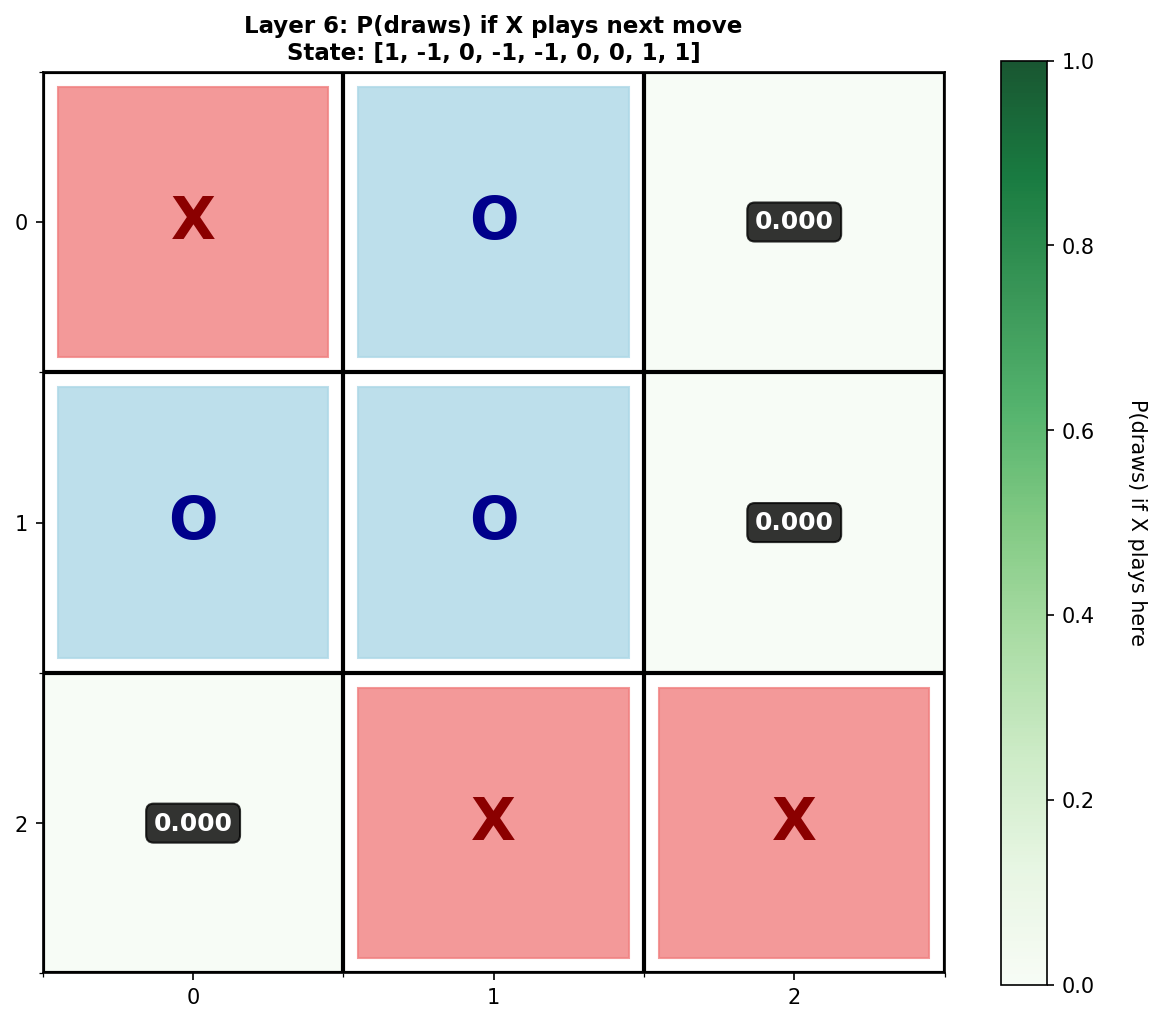 Layer 6: P(draws) if X plays next move
State: [1, -1, 0, -1, -1, 0, 0, 1, 1]
X
O
0.000
0
O
O
0.000
1
0.000
X
X
2
0
1
2
1.0
0.8
0.6
0.4
0.2
0.0
P(draws) if X plays here